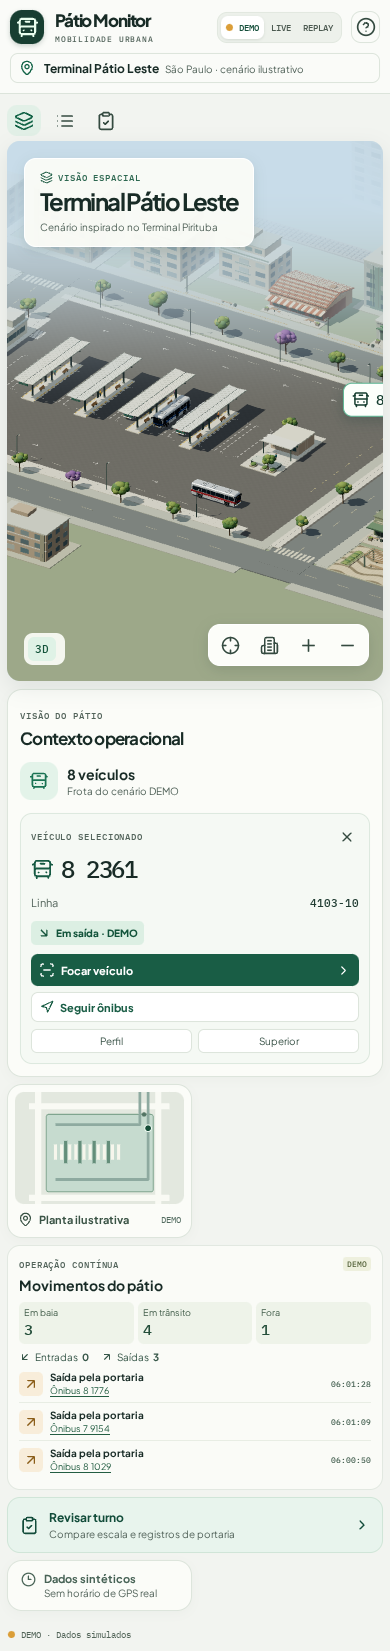 Pátio Monitor
MOBILIDADE URBANA
DEMO LIVE REPLAY
Terminal Pátio Leste São Paulo · cenário ilustrativo
VISÃO ESPACIAL
Terminal Pátio Leste
Cenário inspirado no Terminal Pirituba
8
3D
VISÃO DO PÁTIO
Contexto operacional
8 veículos
Frota do cenário DEMO
VEÍCULO SELECIONADO
8 2361
Linha 4103-10
Em saída · DEMO
Focar veículo
Seguir ônibus
Perfil Superior
Planta ilustrativa DEMO
OPERAÇÃO CONTÍNUA DEMO
Movimentos do pátio
Em baia Em trânsito Fora
3 4 1
Entradas 0 Saídas 3
Saída pela portaria
Ônibus 8 1776 06:01:28
Saída pela portaria
Ônibus 7 9154 06:01:09
Saída pela portaria
Ônibus 8 1029 06:00:50
Revisar turno
Compare escala e registros de portaria
Dados sintéticos
Sem horário de GPS real
DEMO · Dados simulados